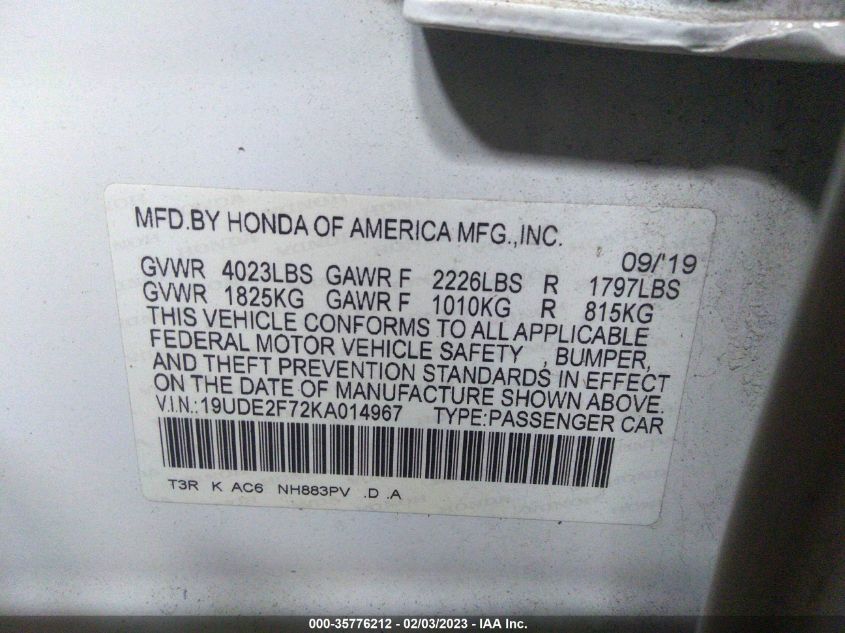 MFD.BY HONDA OF AMERICA MFG.,INC.
09/'19
GVWR 4023LBS GAWR F 2226LBS R 1797LBS
GVWR 1825KG GAWR F 1010KG R 815KG
THIS VEHICLE CONFORMS TO ALL APPLICABLE
FEDERAL MOTOR VEHICLE SAFETY , BUMPER,
AND THEFT PREVENTION STANDARDS IN EFFECT
ON THE DATE OF MANUFACTURE SHOWN ABOVE.
V.I.N.:19UDE2F72KA014967 TYPE:PASSENGER CAR
T3R K AC6 NH883PV .D .A
000-35776212 - 02/03/2023 - IAA Inc.